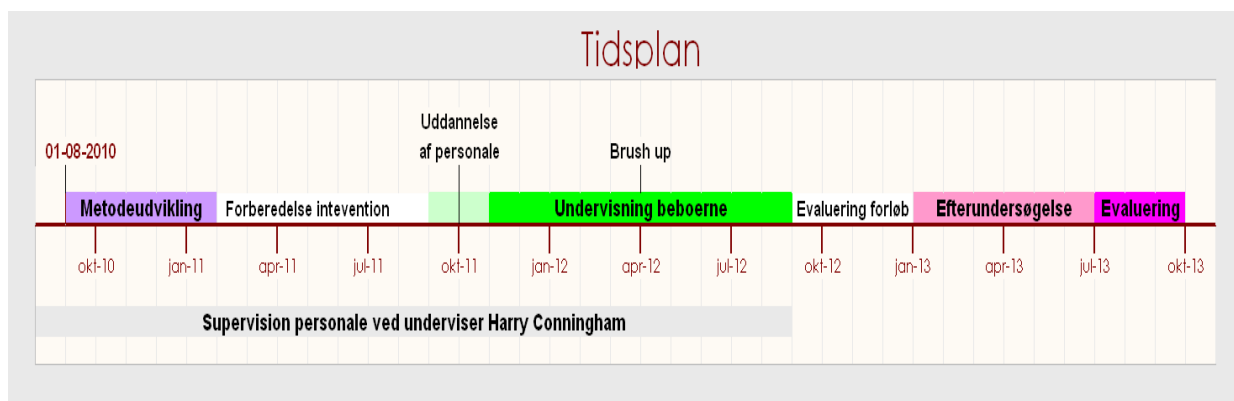 Tidsplan
Uddannelse
01-08-2010 af personale Brush up
Metodeudvikling Forberedelse intevention Undervisning beboerne Evaluering forløb Efterundersøgelse Evaluering
okt-10 jan-11 apr-11 jul-11 okt-11 jan-12 apr-12 jul-12 okt-12 jan-13 apr-13 jul-13 okt-13
Supervision personale ved underviser Harry Conningham